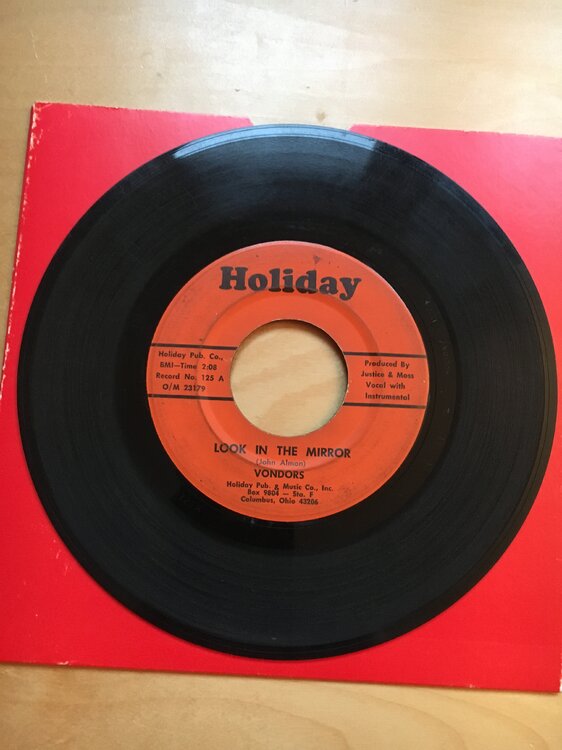 Holiday
Holiday Pub. Co.,
BMI—Time 2:08
Record No. 125 A
O/M 23179
Produced By
Justice & Moss
Vocal with
Instrumental
LOOK IN THE MIRROR
(John Alman)
VONDORS
Holiday Pub. & Music Co., Inc.
Box 9804 — Sta. F
Columbus, Ohio 43206